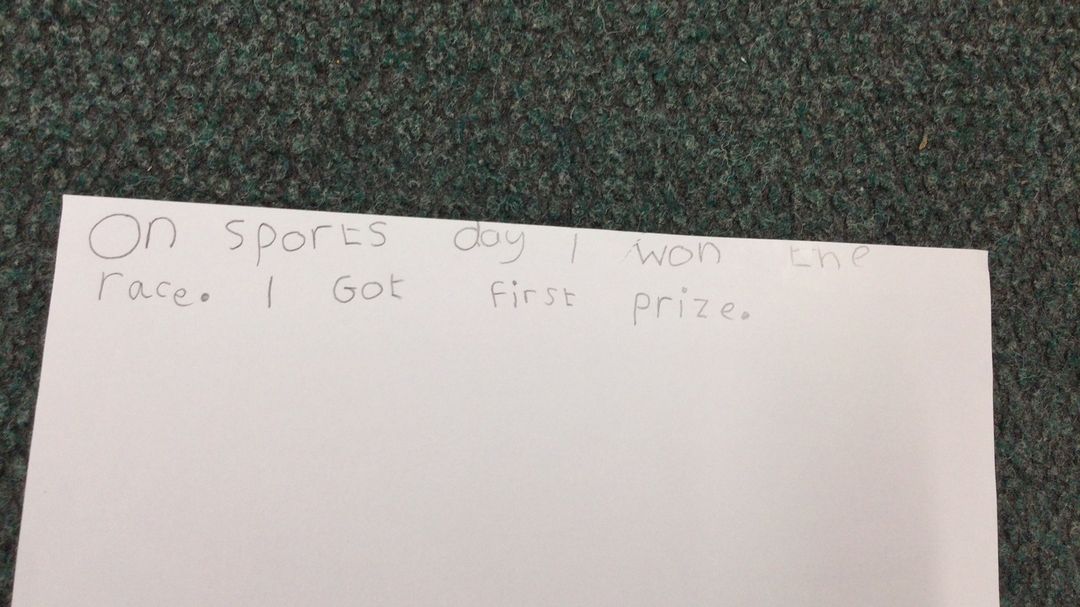 On sports day I won the
race. I Got first prize.